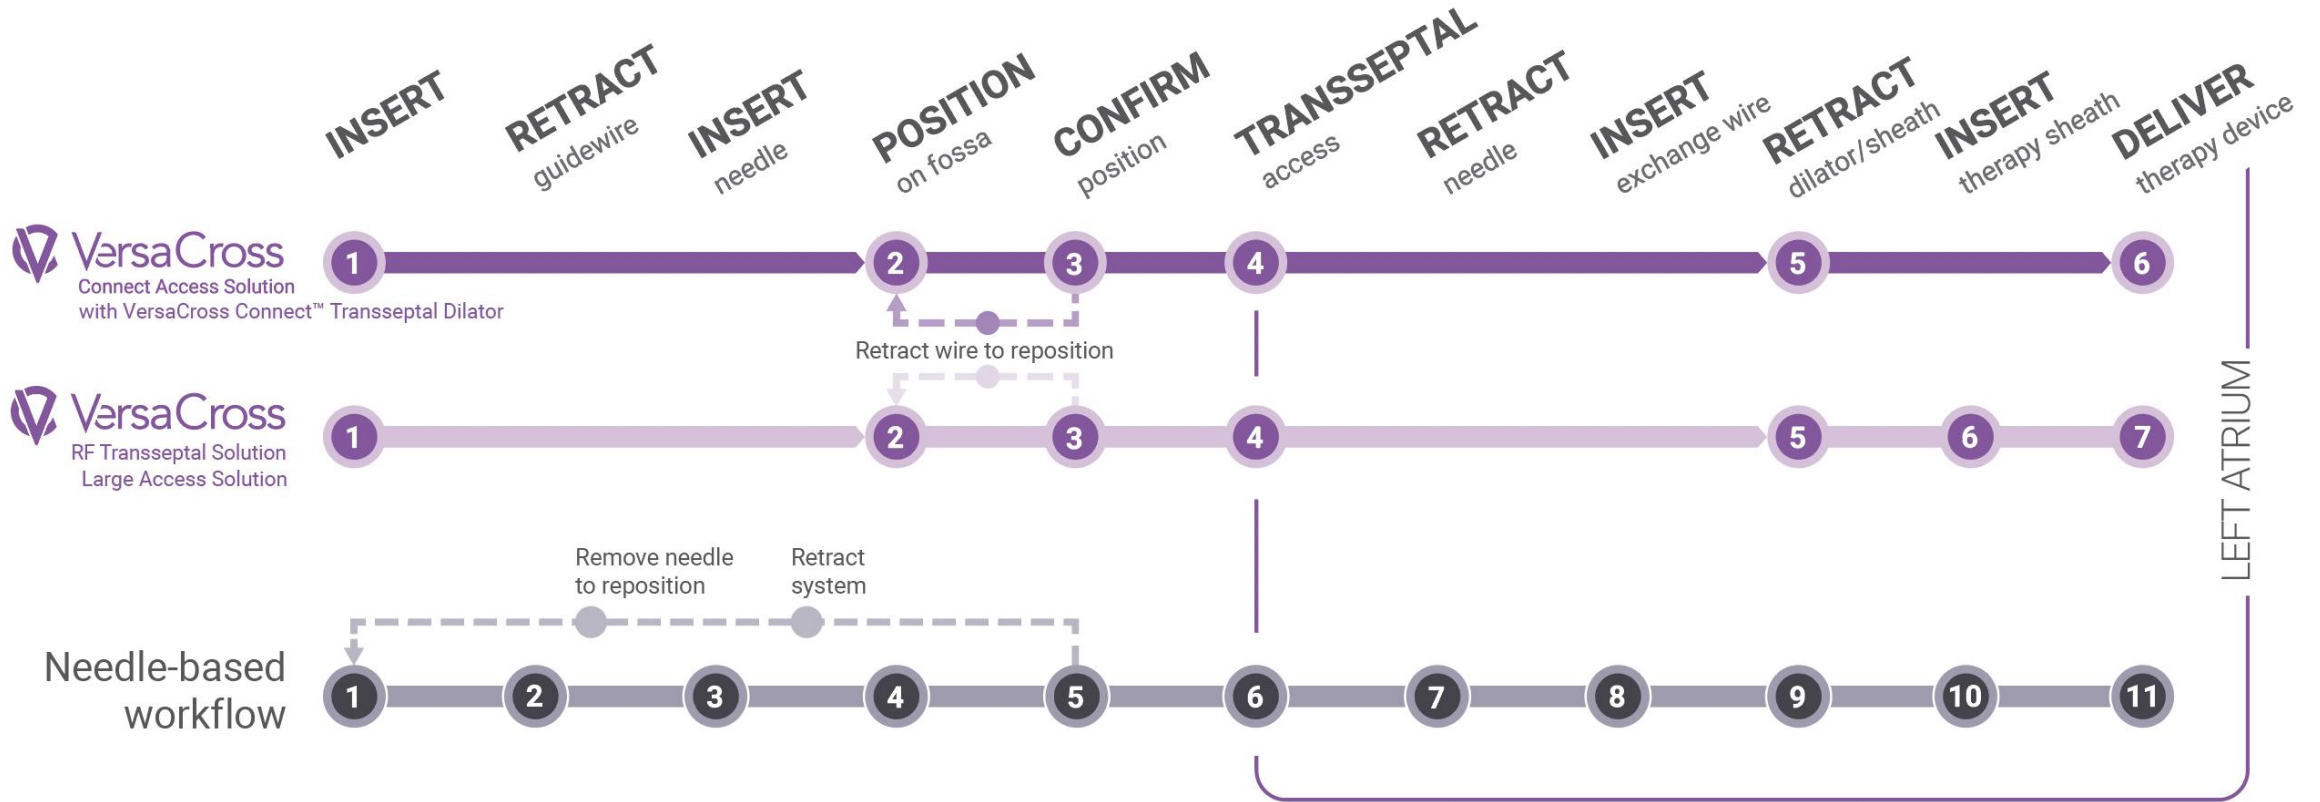 INSERT
RETRACT
guidewire
INSERT
needle
POSITION
on fossa
CONFIRM
position
TRANSSEPTAL
access
RETRACT
needle
INSERT
exchange wire
RETRACT
dilator/sheath
INSERT
therapy sheath
DELIVER
therapy device
VersaCross
Connect Access Solution
with VersaCross Connect™ Transseptal Dilator
1 2 3 4 5 6
Retract wire to reposition
VersaCross
RF Transseptal Solution
Large Access Solution
1 2 3 4 5 6 7
LEFT ATRIUM
Remove needle
to reposition
Retract
system
Needle-based
workflow
1 2 3 4 5 6 7 8 9 10 11